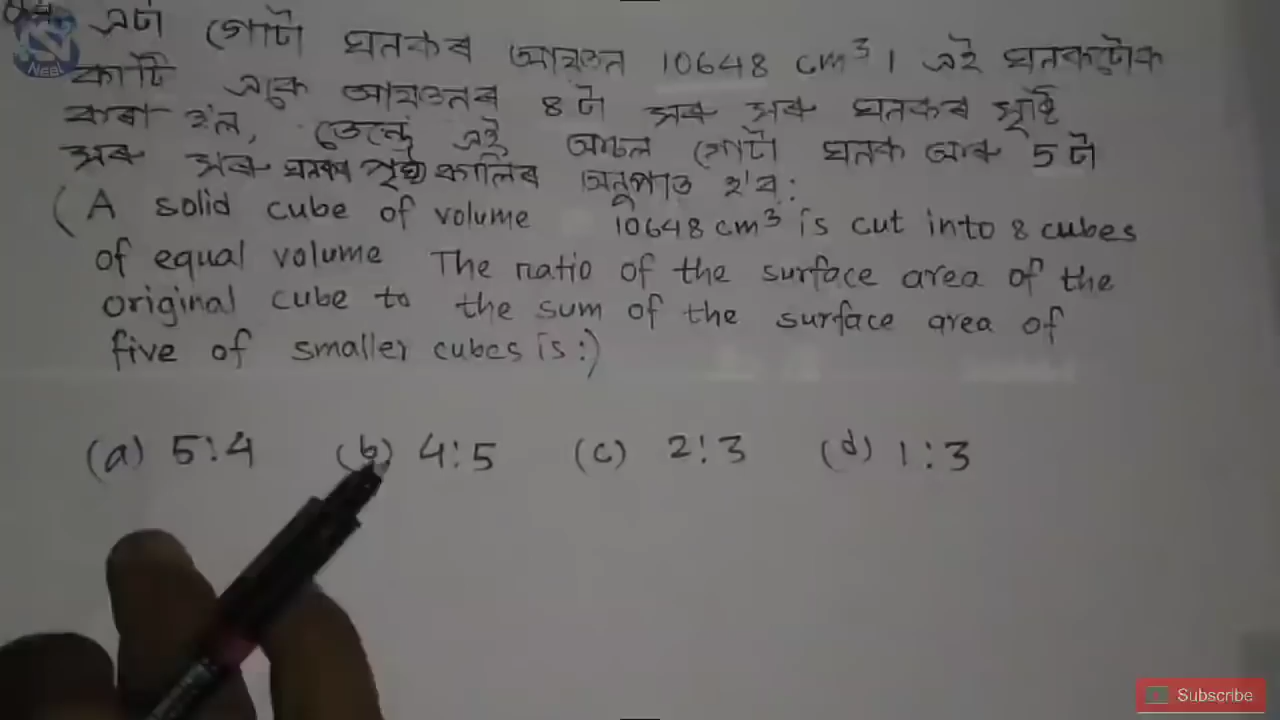 এটা গোটা ঘনকৰ আয়তন 10648 cm³। এই ঘনকটোক
কাটি একে আয়তনৰ 8টা সৰু সৰু ঘনকৰ সৃষ্টি
কৰা হ'ল, তেন্তে এই আচল গোটা ঘনক আৰু 5টা
সৰু সৰু ঘনকৰ পৃষ্ঠ কালিৰ অনুপাত হ'ব:
(A solid cube of volume 10648 cm³ is cut into 8 cubes
of equal volume The ratio of the surface area of the
original cube to the sum of the surface area of
five of smaller cubes is:)
(a) 5:4 (b) 4:5 (c) 2:3 (d) 1:3
Subscribe